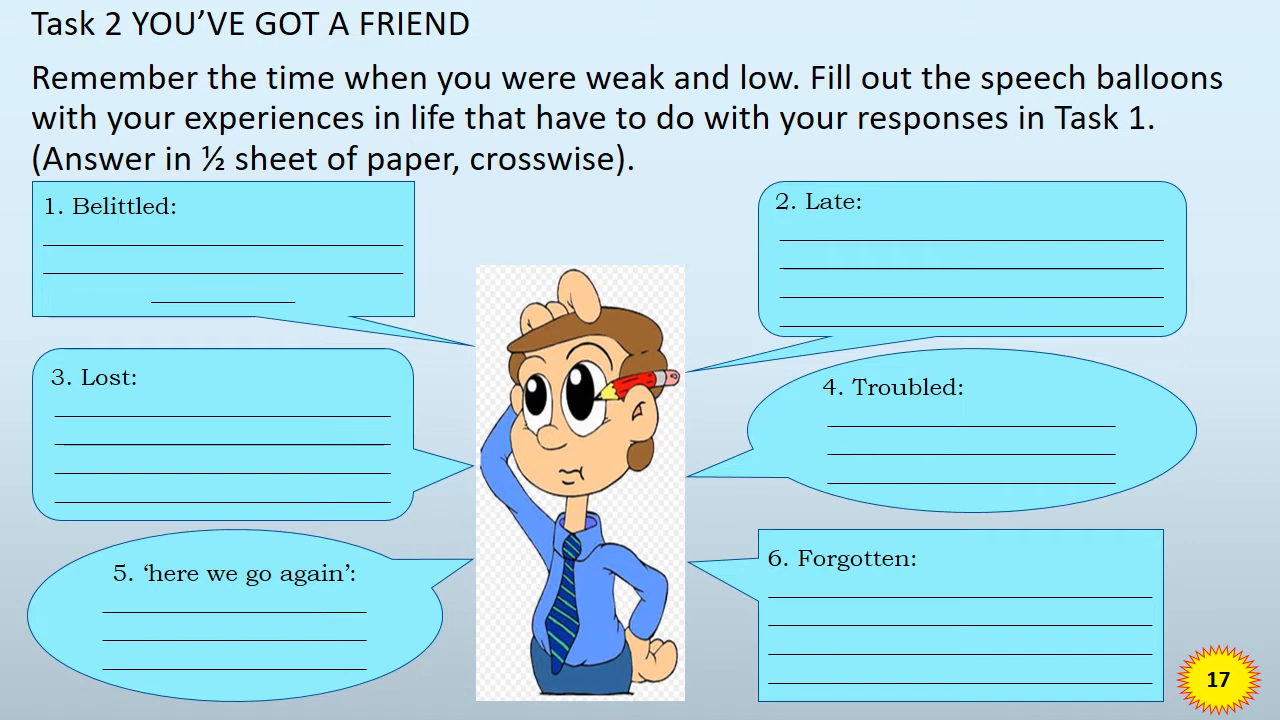 Task 2 YOU’VE GOT A FRIEND
Remember the time when you were weak and low. Fill out the speech balloons
with your experiences in life that have to do with your responses in Task 1.
(Answer in ½ sheet of paper, crosswise).
1. Belittled:
2. Late:
3. Lost:
4. Troubled:
5. ‘here we go again’:
6. Forgotten:
17